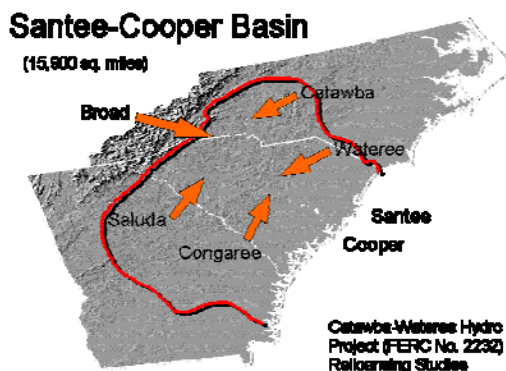 Santee-Cooper Basin
(15,900 sq. miles)
Catawba
Broad
Wateree
Saluda
Congaree
Santee
Cooper
Catawba-Wateree Hydro
Project (FERC No. 2232)
Relicensing Studies